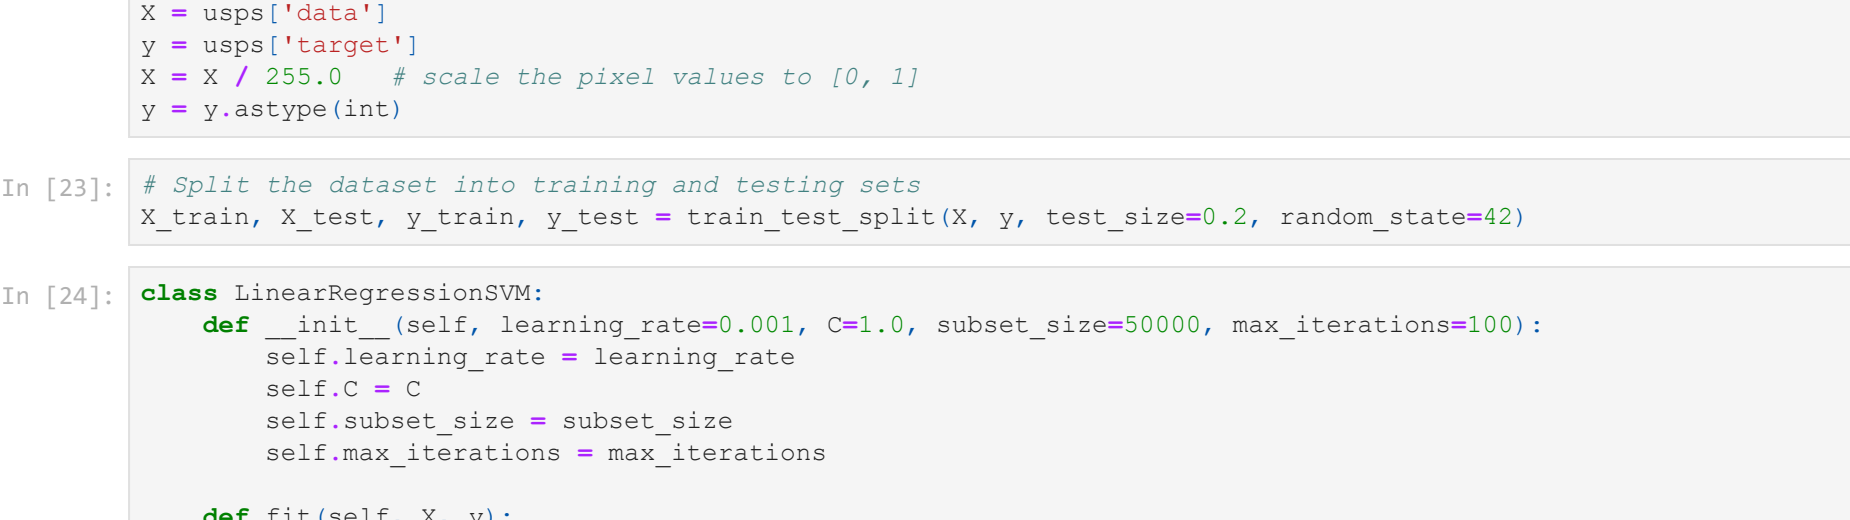 X = usps['data']
y = usps['target']
X = X / 255.0   # scale the pixel values to [0, 1]
y = y.astype(int)
In [23]:
# Split the dataset into training and testing sets
X_train, X_test, y_train, y_test = train_test_split(X, y, test_size=0.2, random_state=42)
In [24]:
class LinearRegressionSVM:
    def __init__(self, learning_rate=0.001, C=1.0, subset_size=50000, max_iterations=100):
        self.learning_rate = learning_rate
        self.C = C
        self.subset_size = subset_size
        self.max_iterations = max_iterations
    def fit(self, X, y):